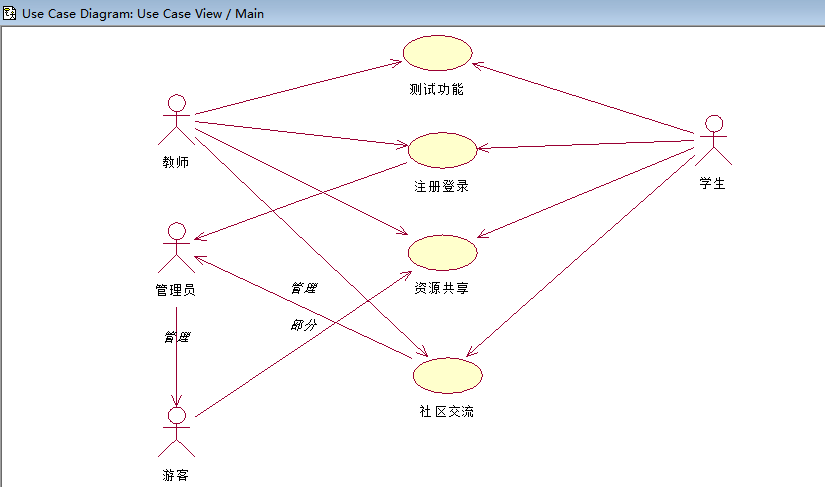 Use Case Diagram: Use Case View / Main
测试功能
教师
注册登录
学生
管理员
资源共享
管理
部分
管理
社区交流
游客